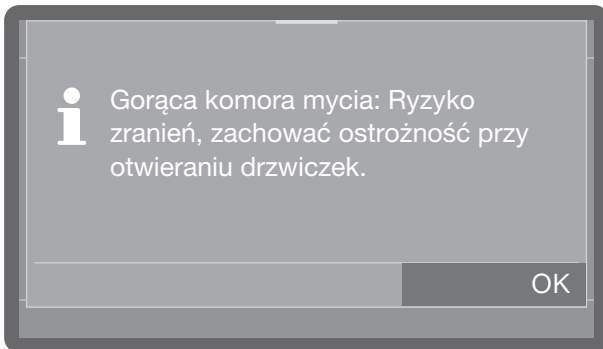 Gorąca komora mycia: Ryzyko
zranień, zachować ostrożność przy
otwieraniu drzwiczek.
OK